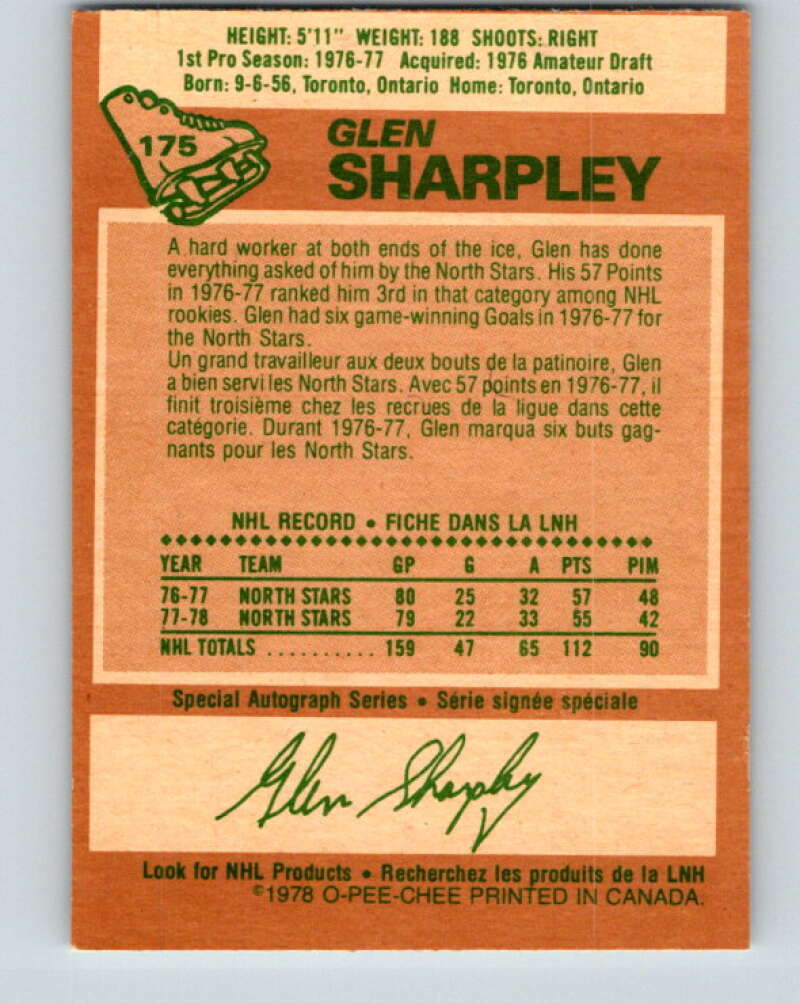 HEIGHT: 5'11" WEIGHT: 188 SHOOTS: RIGHT
1st Pro Season: 1976-77 Acquired: 1976 Amateur Draft
Born: 9-6-56, Toronto, Ontario Home: Toronto, Ontario
175
GLEN
SHARPLEY
A hard worker at both ends of the ice, Glen has done
everything asked of him by the North Stars. His 57 Points
in 1976-77 ranked him 3rd in that category among NHL
rookies. Glen had six game-winning Goals in 1976-77 for
the North Stars.
Un grand travailleur aux deux bouts de la patinoire, Glen
a bien servi les North Stars. Avec 57 points en 1976-77, il
finit troisième chez les recrues de la ligue dans cette
catégorie. Durant 1976-77, Glen marqua six buts gag-
nants pour les North Stars.
NHL RECORD • FICHE DANS LA LNH
YEAR TEAM GP G A PTS PIM
76-77 NORTH STARS 80 25 32 57 48
77-78 NORTH STARS 79 22 33 55 42
NHL TOTALS .......... 159 47 65 112 90
Special Autograph Series • Série signée spéciale
Glen Sharpley
Look for NHL Products • Recherchez les produits de la LNH
©1978 O-PEE-CHEE PRINTED IN CANADA.